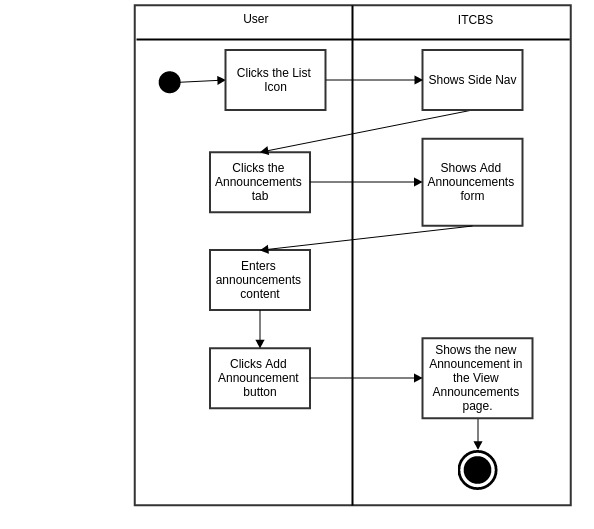 User
ITCBS
Clicks the List
Icon
Shows Side Nav
Clicks the
Announcements
tab
Shows Add
Announcements
form
Enters
announcements
content
Clicks Add
Announcement
button
Shows the new
Announcement in
the View
Announcements
page.